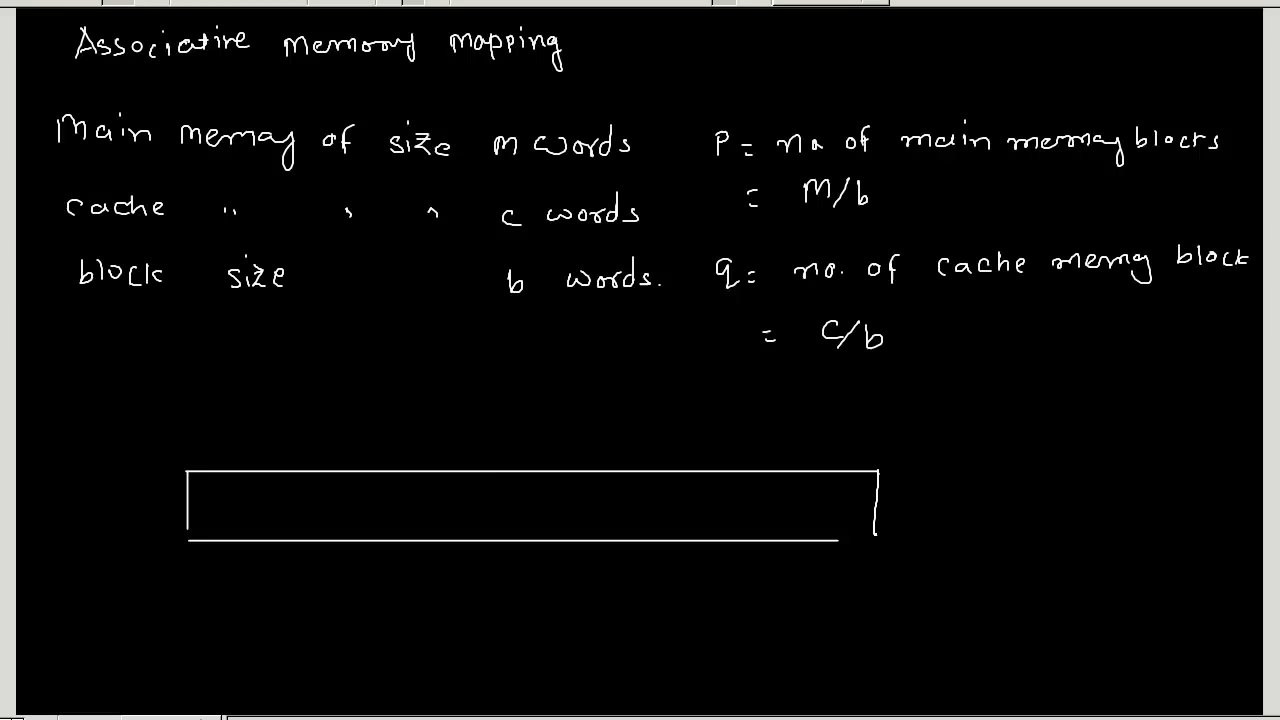 Associative memory mapping
Main memory of size m words
cache " " " c words
block size b words.
P = no. of main memory blocks
= M/b
q = no. of cache memory block
= C/b